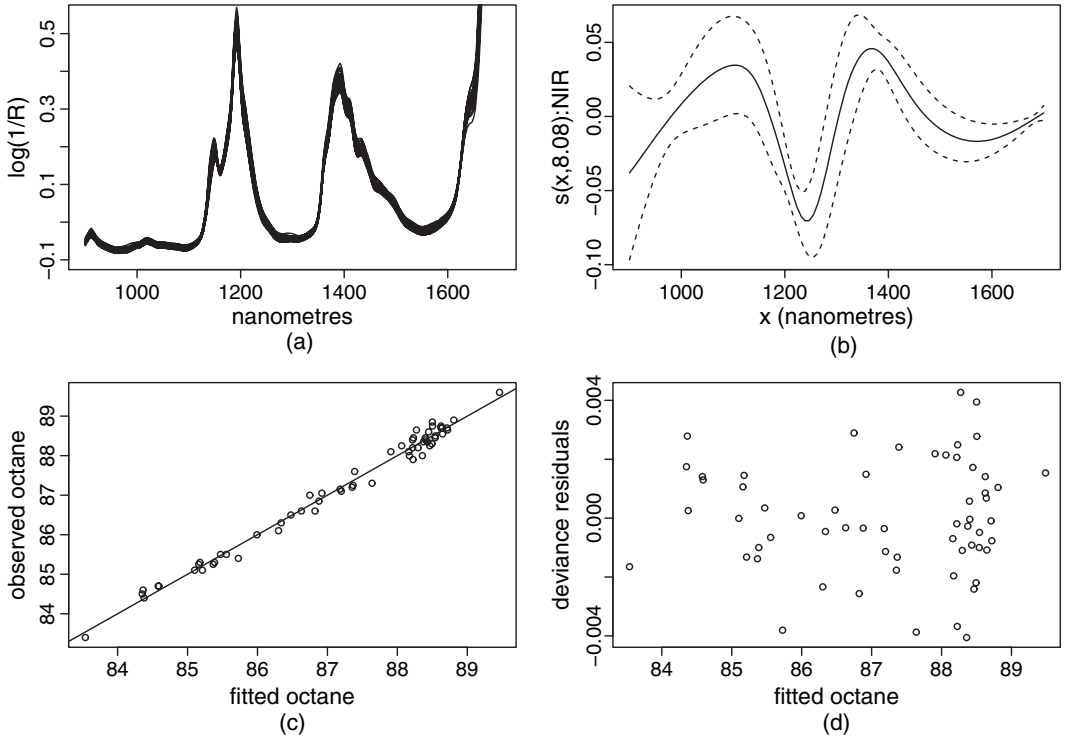 log(1/R)
0.5
0.3
0.1
−0.1
1000 1200 1400 1600
nanometres
(a)
s(x,8.08):NIR
0.05
0.00
−0.05
−0.10
1000 1200 1400 1600
x (nanometres)
(b)
observed octane
89
88
87
86
85
84
84 85 86 87 88 89
fitted octane
(c)
deviance residuals
0.004
0.000
−0.004
84 85 86 87 88 89
fitted octane
(d)